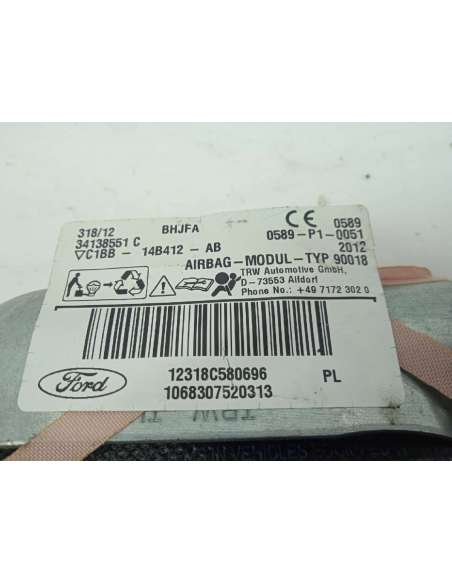 318/12 BHJFA CE 0589
34138551 C 0589-P1-0051
▽C1BB - 14B412 - AB 2012
AIRBAG-MODUL-TYP 90018
TRW Automotive GmbH,
D - 73553 Alfdorf
Phone No.: +49 7172 302 0
12318C580696 PL
Ford
1068307520313
TRW